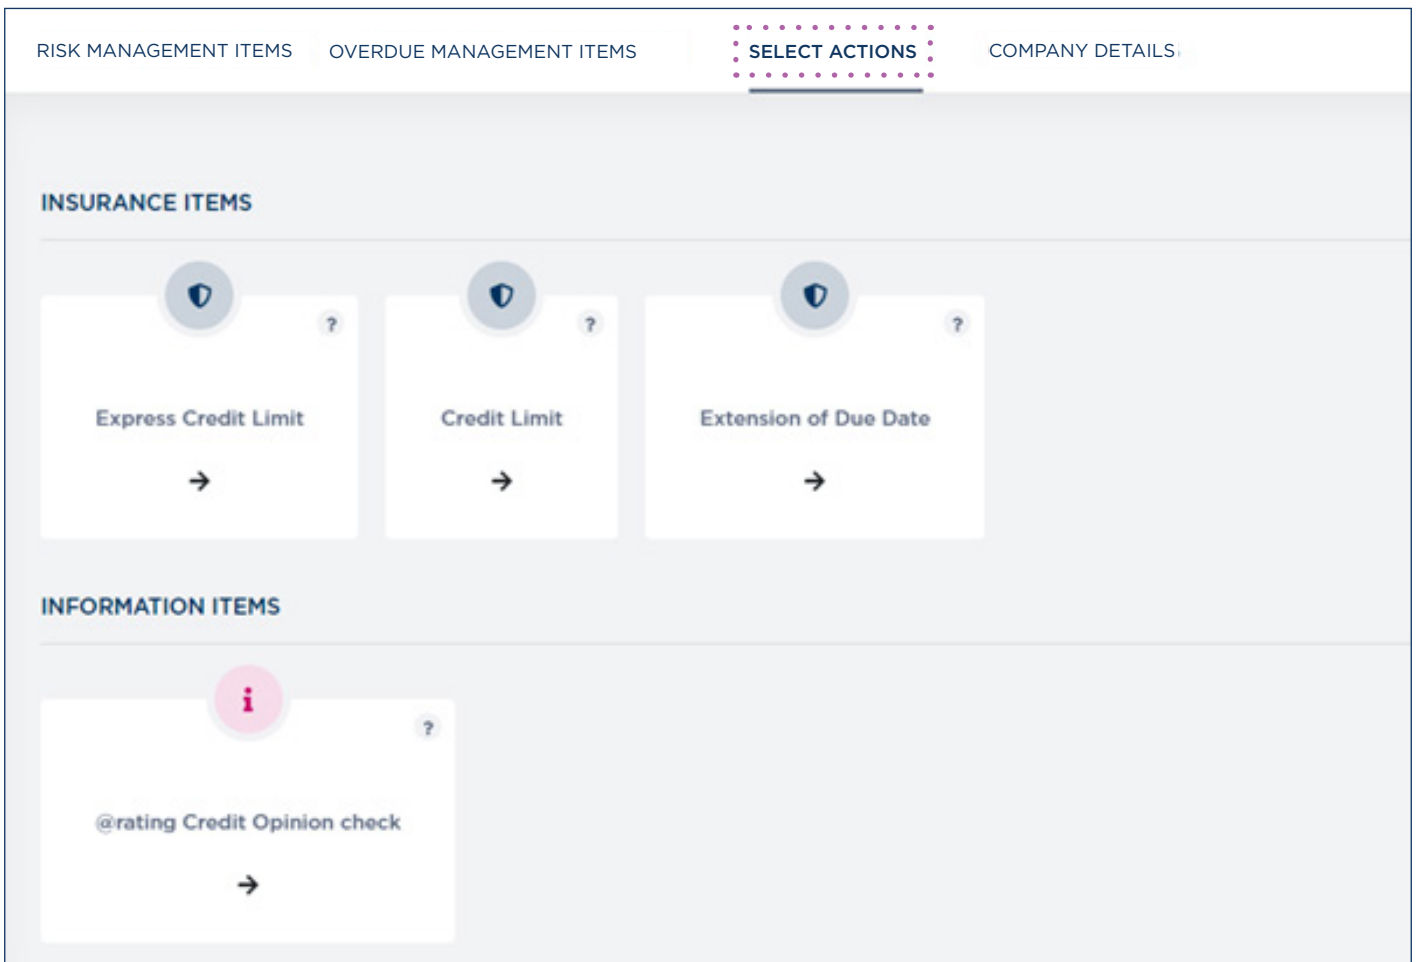 RISK MANAGEMENT ITEMS OVERDUE MANAGEMENT ITEMS SELECT ACTIONS COMPANY DETAILS
INSURANCE ITEMS
? ? ?
Express Credit Limit Credit Limit Extension of Due Date
INFORMATION ITEMS
i
?
@rating Credit Opinion check